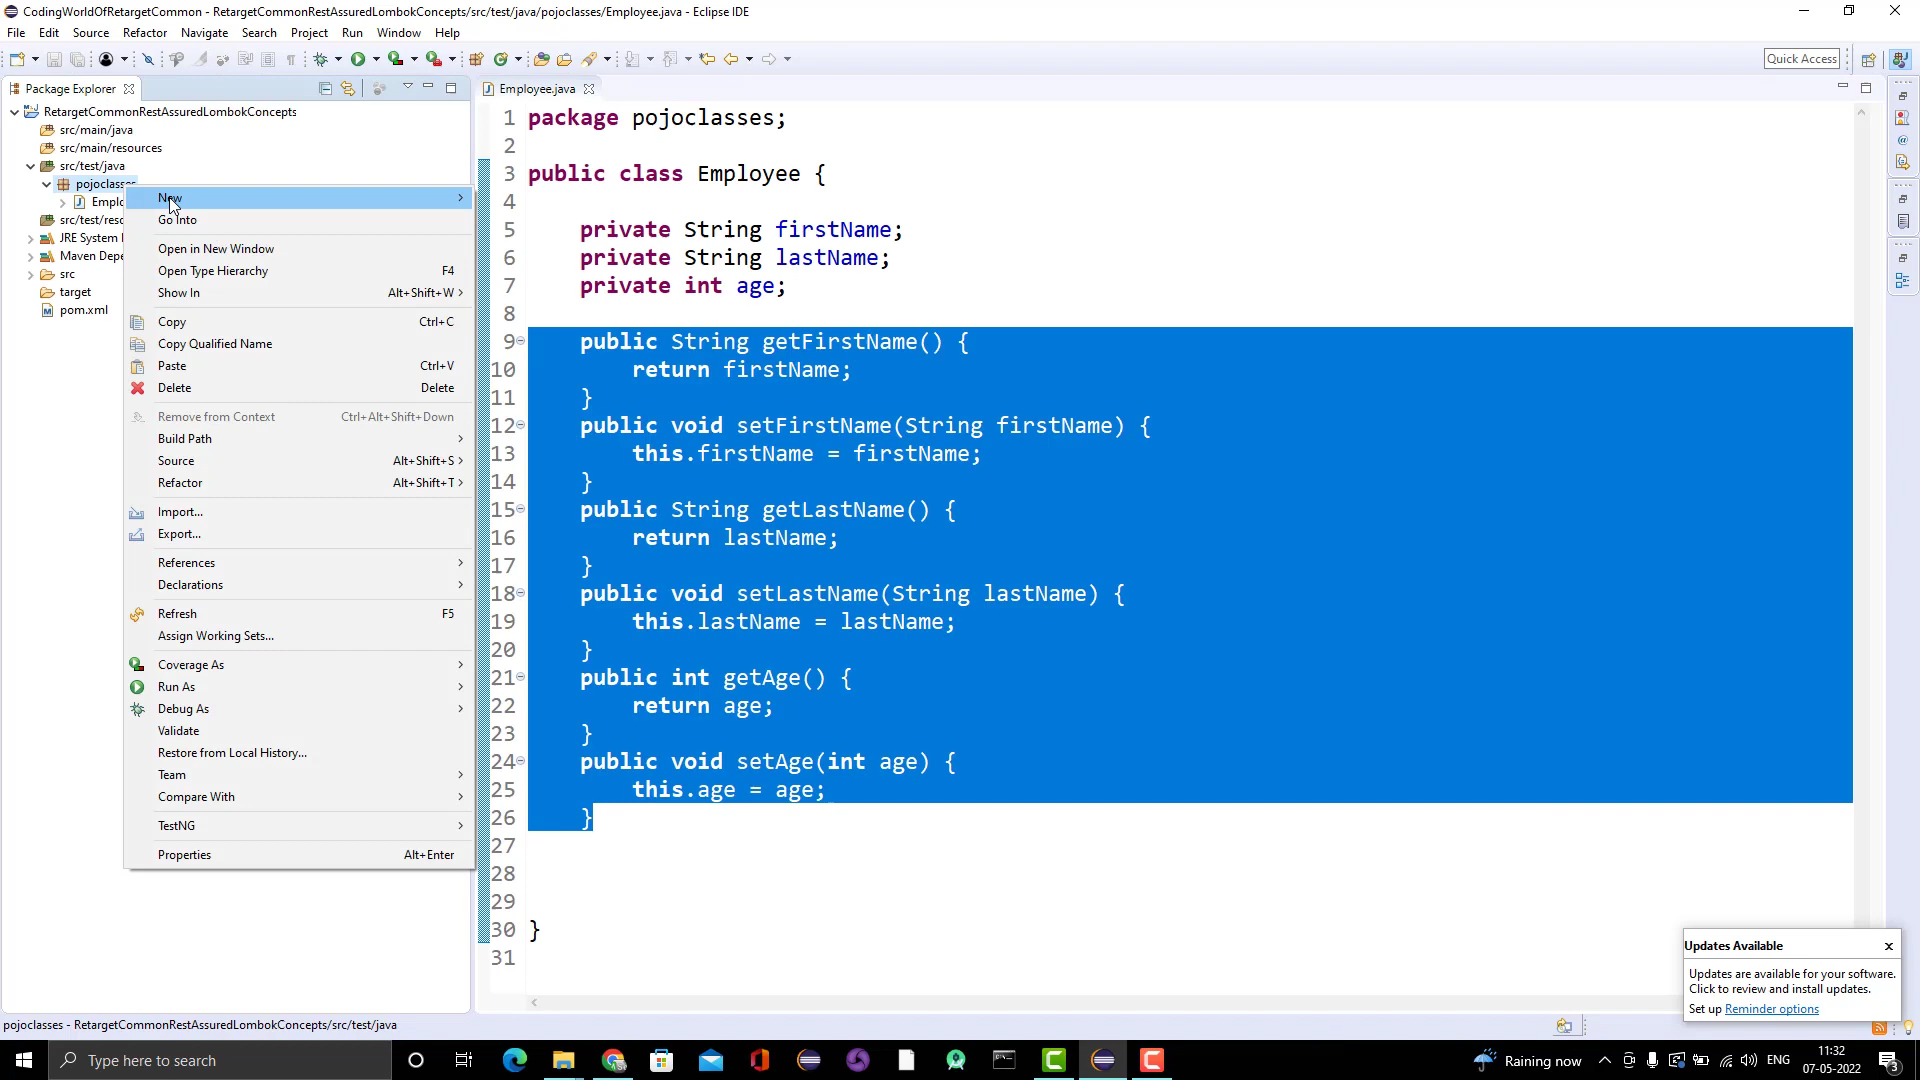 CodingWorldOfRetargetCommon - RetargetCommonRestAssuredLombokConcepts/src/test/java/pojoclasses/Employee.java - Eclipse IDE
File Edit Source Refactor Navigate Search Project Run Window Help
Quick Access
Package Explorer
RetargetCommonRestAssuredLombokConcepts
src/main/java
src/main/resources
src/test/java
pojoclasses
JRE System
src
target
pom.xml
New
Go Into
Open in New Window
Open Type Hierarchy F4
Show In Alt+Shift+W
Copy Ctrl+C
Copy Qualified Name
Paste Ctrl+V
Delete Delete
Remove from Context Ctrl+Alt+Shift+Down
Build Path
Source Alt+Shift+S
Refactor Alt+Shift+T
Import...
Export...
References
Declarations
Refresh F5
Assign Working Sets...
Coverage As
Run As
Debug As
Validate
Restore from Local History...
Team
Compare With
TestNG
Properties Alt+Enter
Employee.java
1 package pojoclasses;
2
3 public class Employee {
4
5 private String firstName;
6 private String lastName;
7 private int age;
8
9 public String getFirstName() {
10 return firstName;
11 }
12 public void setFirstName(String firstName) {
13 this.firstName = firstName;
14 }
15 public String getLastName() {
16 return lastName;
17 }
18 public void setLastName(String lastName) {
19 this.lastName = lastName;
20 }
21 public int getAge() {
22 return age;
23 }
24 public void setAge(int age) {
25 this.age = age;
26 }
27
28
29
30 }
31
Updates Available
Updates are available for your software.
Click to review and install updates.
Set up Reminder options
pojoclasses - RetargetCommonRestAssuredLombokConcepts/src/test/java
Type here to search
Raining now
ENG
11:32
07-05-2022
3